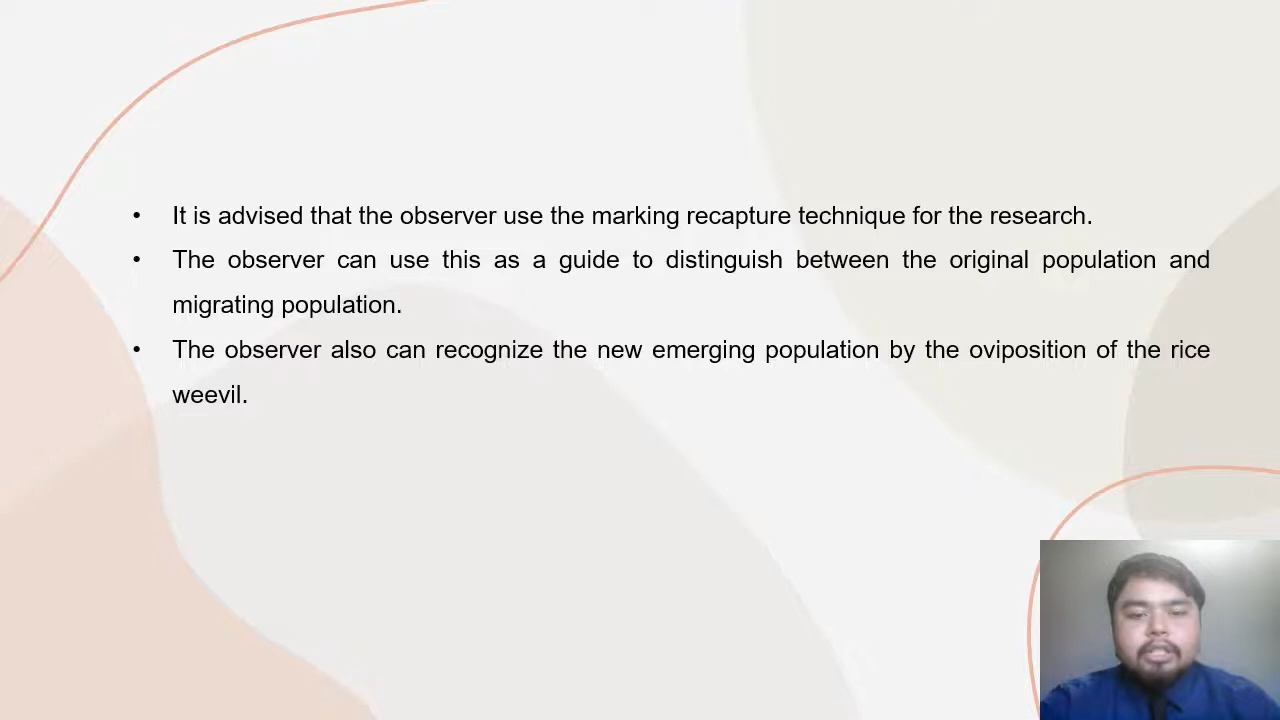 • It is advised that the observer use the marking recapture technique for the research.
• The observer can use this as a guide to distinguish between the original population and
migrating population.
• The observer also can recognize the new emerging population by the oviposition of the rice
weevil.